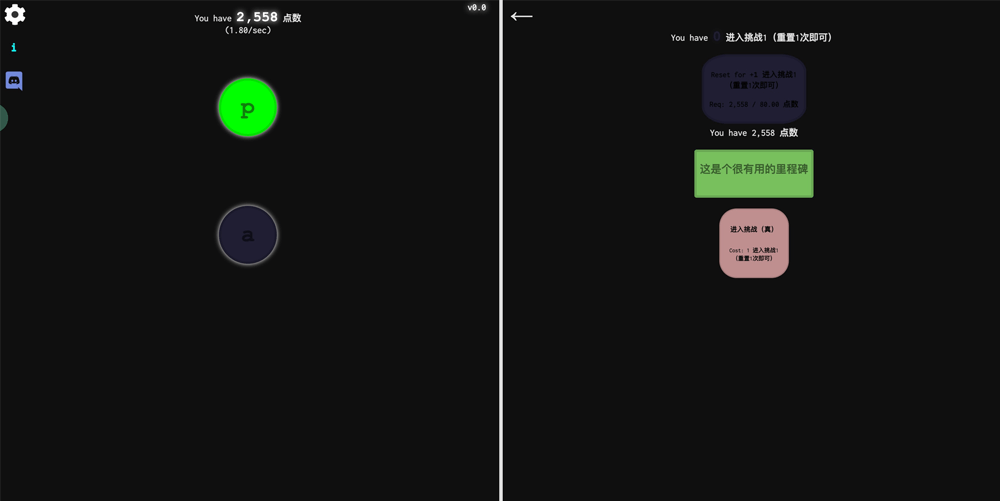 You have 2,558 点数
(1.80/sec)
v0.0
i
p
a
You have 0 进入挑战1 (重置1次即可)
Reset for +1 进入挑战1
(重置1次即可)
Req: 2,558 / 60.00 点数
You have 2,558 点数
这是个很有用的里程碑
进入挑战 (真)
Cost: 1 进入挑战1
(重置1次即可)